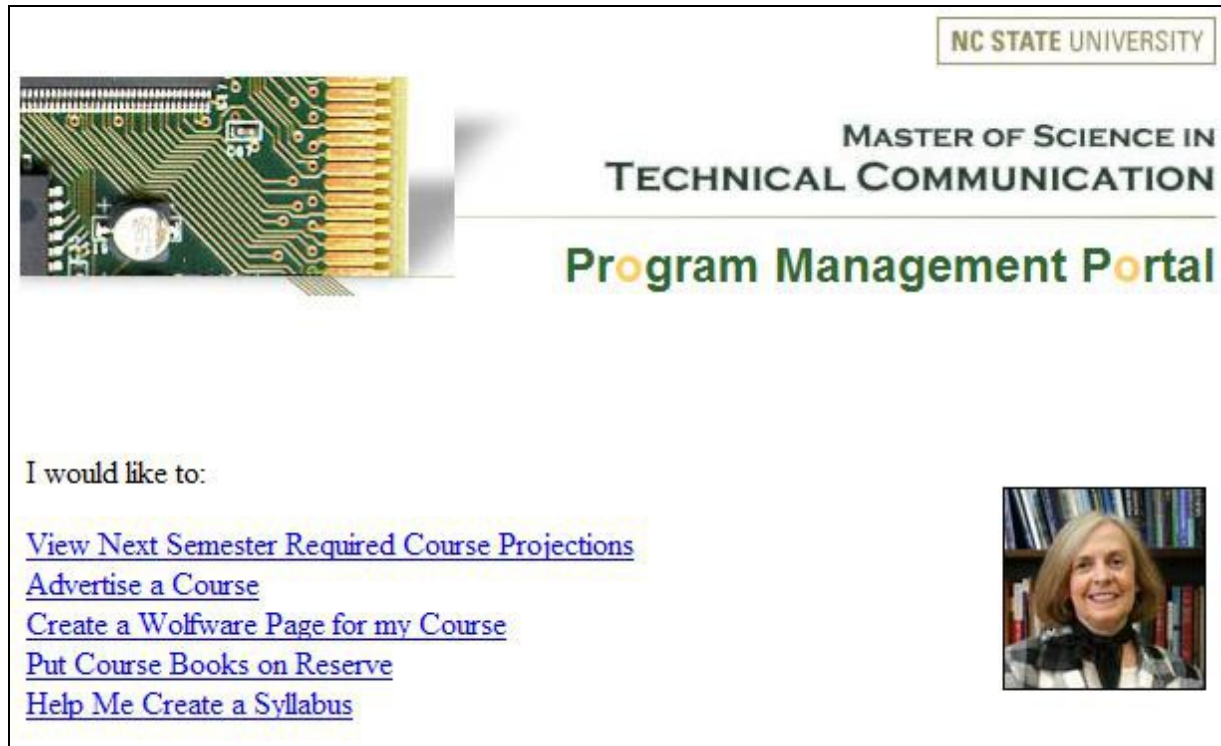 NC STATE UNIVERSITY
MASTER OF SCIENCE IN
TECHNICAL COMMUNICATION
Program Management Portal
I would like to:
View Next Semester Required Course Projections
Advertise a Course
Create a Wolfware Page for my Course
Put Course Books on Reserve
Help Me Create a Syllabus